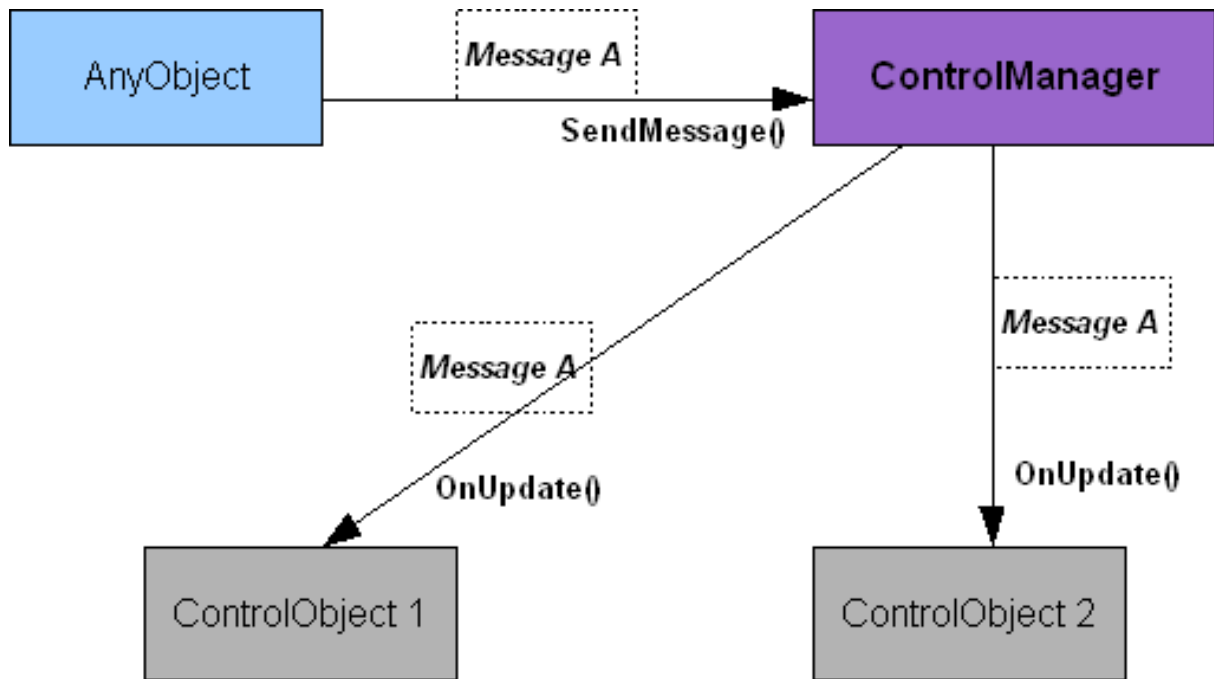 AnyObject
Message A
ControlManager
SendMessage()
Message A
Message A
OnUpdate()
OnUpdate()
ControlObject 1
ControlObject 2